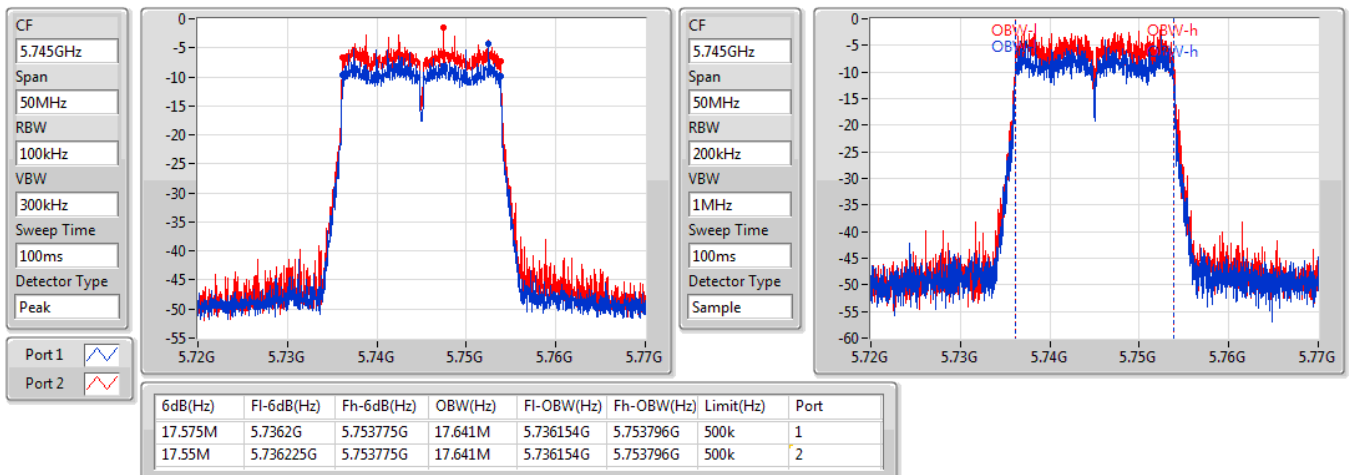 CF
5.745GHz
Span
50MHz
RBW
100kHz
VBW
300kHz
Sweep Time
100ms
Detector Type
Peak
Port 1
Port 2
0
-5
-10
-15
-20
-25
-30
-35
-40
-45
-50
-55
5.72G 5.73G 5.74G 5.75G 5.76G 5.77G
CF
5.745GHz
Span
50MHz
RBW
200kHz
VBW
1MHz
Sweep Time
100ms
Detector Type
Sample
0
-5
-10
-15
-20
-25
-30
-35
-40
-45
-50
-55
-60
OBW-h
OBW-h
5.72G 5.73G 5.74G 5.75G 5.76G 5.77G
6dB(Hz) Fl-6dB(Hz) Fh-6dB(Hz) OBW(Hz) Fl-OBW(Hz) Fh-OBW(Hz) Limit(Hz) Port
17.575M 5.7362G 5.753775G 17.641M 5.736154G 5.753796G 500k 1
17.55M 5.736225G 5.753775G 17.641M 5.736154G 5.753796G 500k 2